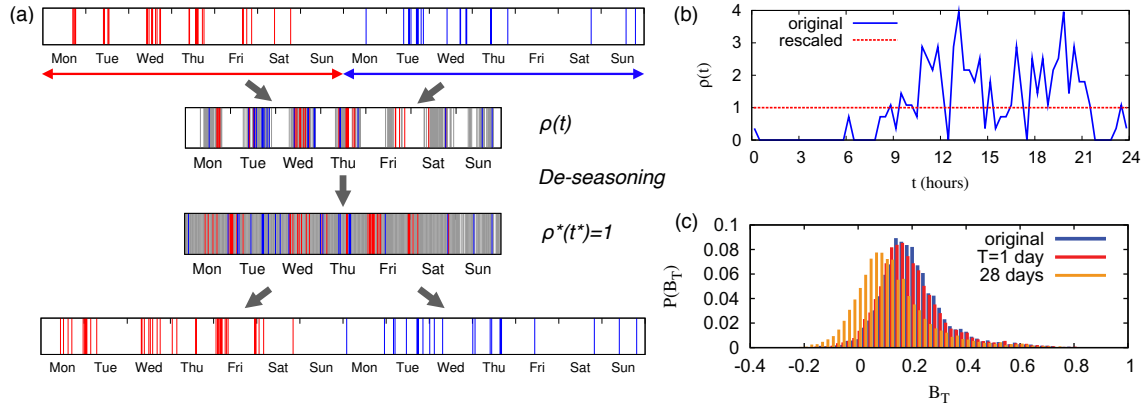 (a)
Mon Tue Wed Thu Fri Sat Sun Mon Tue Wed Thu Fri Sat Sun
ρ(t)
Mon Tue Wed Thu Fri Sat Sun
De-seasoning
ρ*(t*)=1
Mon Tue Wed Thu Fri Sat Sun
Mon Tue Wed Thu Fri Sat Sun Mon Tue Wed Thu Fri Sat Sun
(b)
original
rescaled
ρ(t)
4
3
2
1
0
0 3 6 9 12 15 18 21 24
t (hours)
(c)
original
T=1 day
28 days
P(B_T)
0.1
0.08
0.06
0.04
0.02
0
-0.4 -0.2 0 0.2 0.4 0.6 0.8 1
B_T